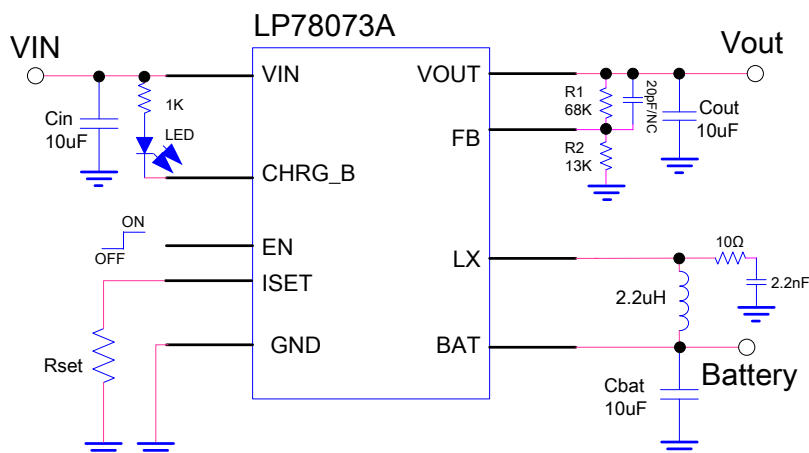 LP78073A
VIN
Vout
VIN
VOUT
Cin
10uF
1K
LED
CHRG_B
R1
68K
20pF/NC
Cout
10uF
FB
R2
13K
ON
OFF
EN
ISET
LX
10Ω
2.2nF
2.2uH
Rset
GND
BAT
Battery
Cbat
10uF